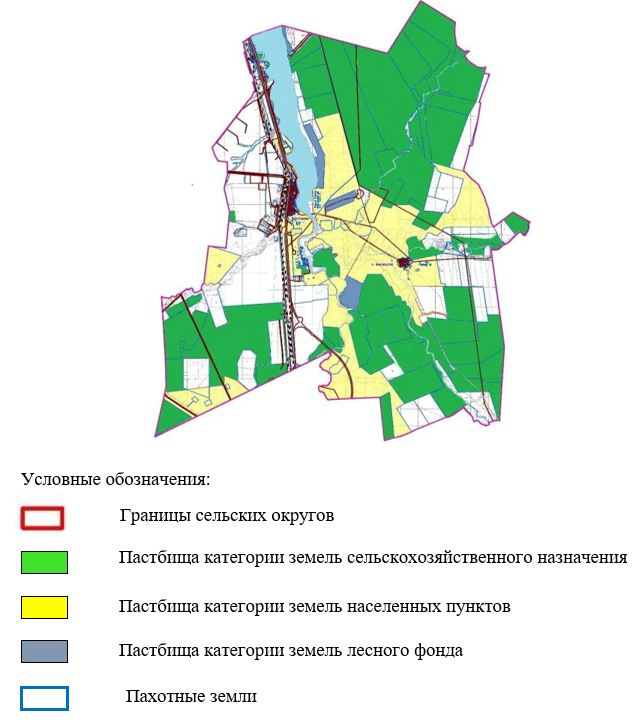 Условные обозначения:
Границы сельских округов
Пастбища категории земель сельскохозяйственного назначения
Пастбища категории земель населенных пунктов
Пастбища категории земель лесного фонда
Пахотные земли